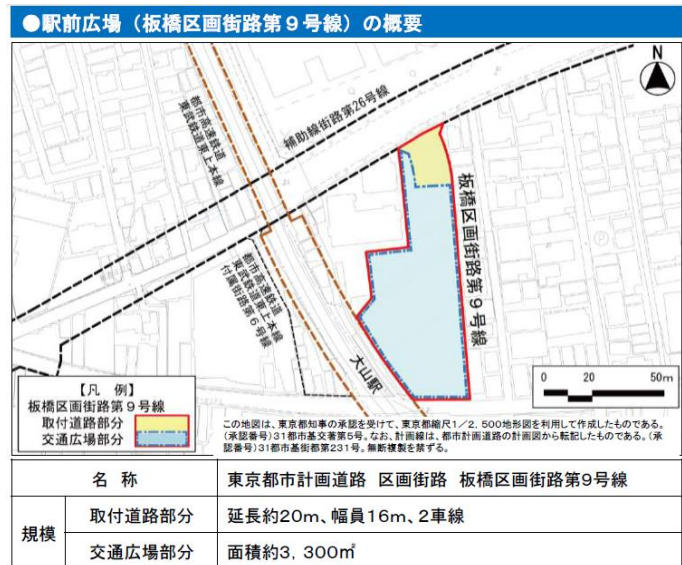 ●駅前広場（板橋区画街路第９号線）の概要
N
補助線街路第26号線
都市高速鉄道
東武鉄道東上本線
板橋区画街路第９号線
都市高速鉄道
東武鉄道東上本線
付属街路第６号線
大山駅
0 20 50m
【凡 例】
板橋区画街路第９号線
取付道路部分
交通広場部分
この地図は、東京都知事の承認を受けて、東京都縮尺１／２，５００地形図を利用して作成したものである。
（承認番号）31都市基交著第5号。なお、計画線は、都市計画道路の計画図から転記したものである。（承
認番号）31都市基街都第231号。無断複製を禁ずる。
名 称 東京都市計画道路 区画街路 板橋区画街路第9号線
規模 取付道路部分 延長約20m、幅員16m、2車線
交通広場部分 面積約3，300㎡